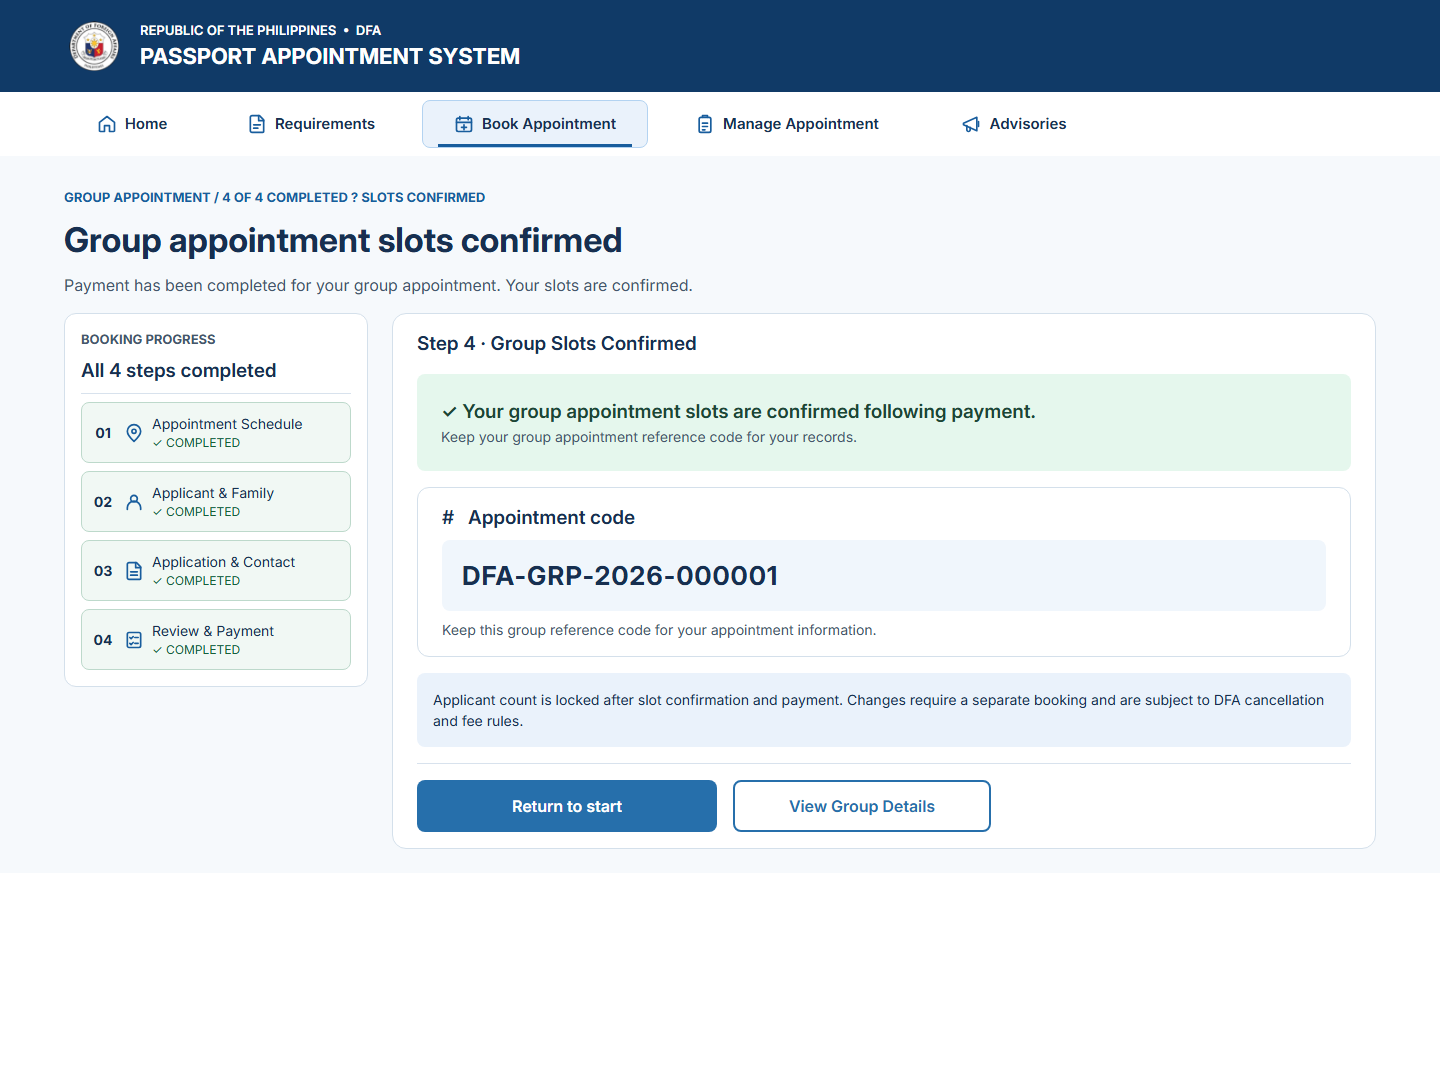 REPUBLIC OF THE PHILIPPINES • DFA
PASSPORT APPOINTMENT SYSTEM
Home
Requirements
Book Appointment
Manage Appointment
Advisories
GROUP APPOINTMENT / 4 OF 4 COMPLETED ? SLOTS CONFIRMED
Group appointment slots confirmed
Payment has been completed for your group appointment. Your slots are confirmed.
BOOKING PROGRESS
All 4 steps completed
01
Appointment Schedule
✓ COMPLETED
02
Applicant & Family
✓ COMPLETED
03
Application & Contact
✓ COMPLETED
04
Review & Payment
✓ COMPLETED
Step 4 · Group Slots Confirmed
✓ Your group appointment slots are confirmed following payment.
Keep your group appointment reference code for your records.
# Appointment code
DFA-GRP-2026-000001
Keep this group reference code for your appointment information.
Applicant count is locked after slot confirmation and payment. Changes require a separate booking and are subject to DFA cancellation
and fee rules.
Return to start
View Group Details